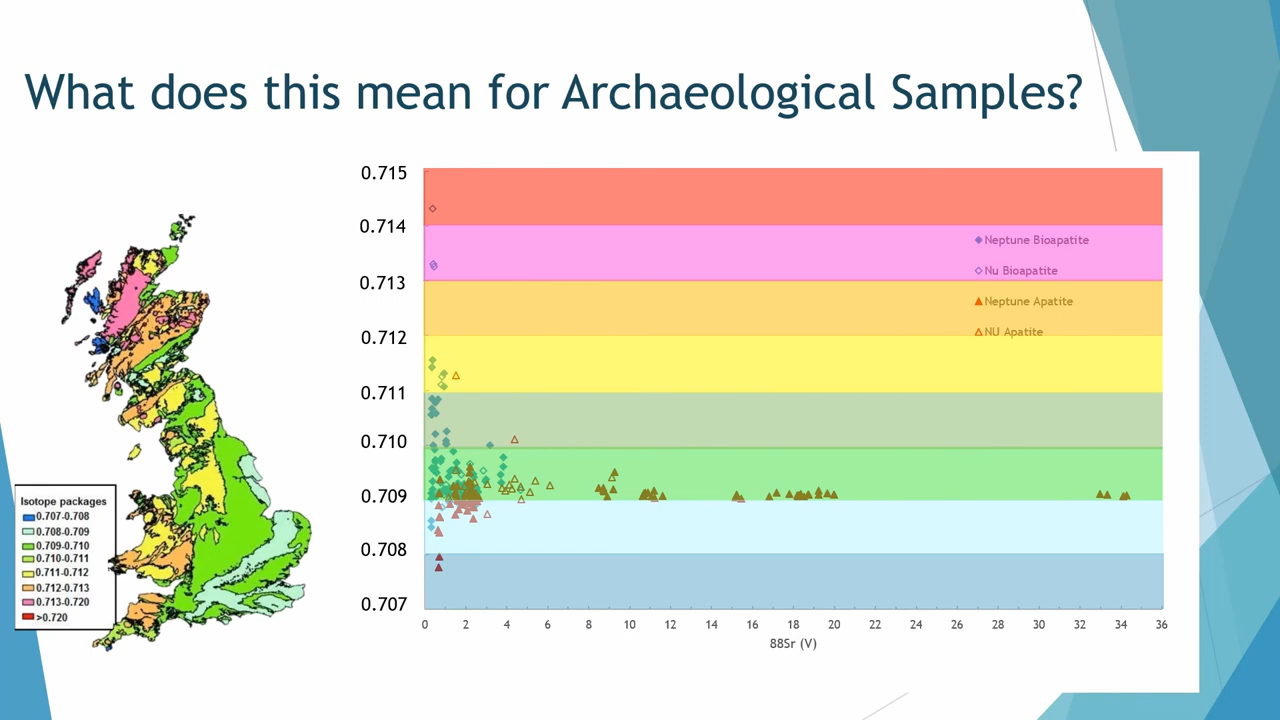 What does this mean for Archaeological Samples?
0.715
0.714
0.713
0.712
0.711
0.710
0.709
0.708
0.707
Neptune Bioapatite
Nu Bioapatite
Neptune Apatite
NU Apatite
0 2 4 6 8 10 12 14 16 18 20 22 24 26 28 30 32 34 36
88Sr (V)
Isotope packages
0.707-0.708
0.708-0.709
0.709-0.710
0.710-0.711
0.711-0.712
0.712-0.713
0.713-0.720
>0.720